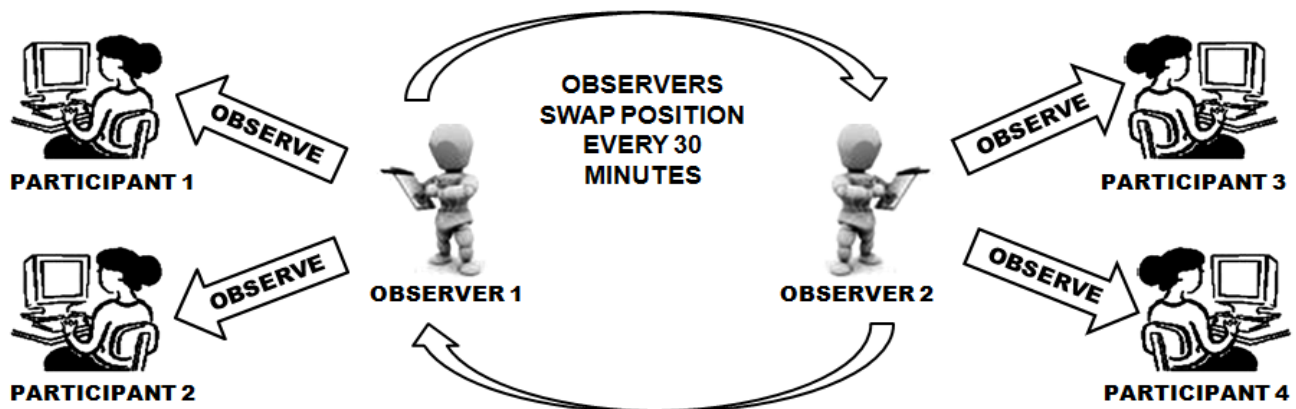 OBSERVERS
SWAP POSITION
EVERY 30
MINUTES
OBSERVE
PARTICIPANT 1
OBSERVE
PARTICIPANT 2
OBSERVER 1
OBSERVER 2
OBSERVE
PARTICIPANT 3
OBSERVE
PARTICIPANT 4